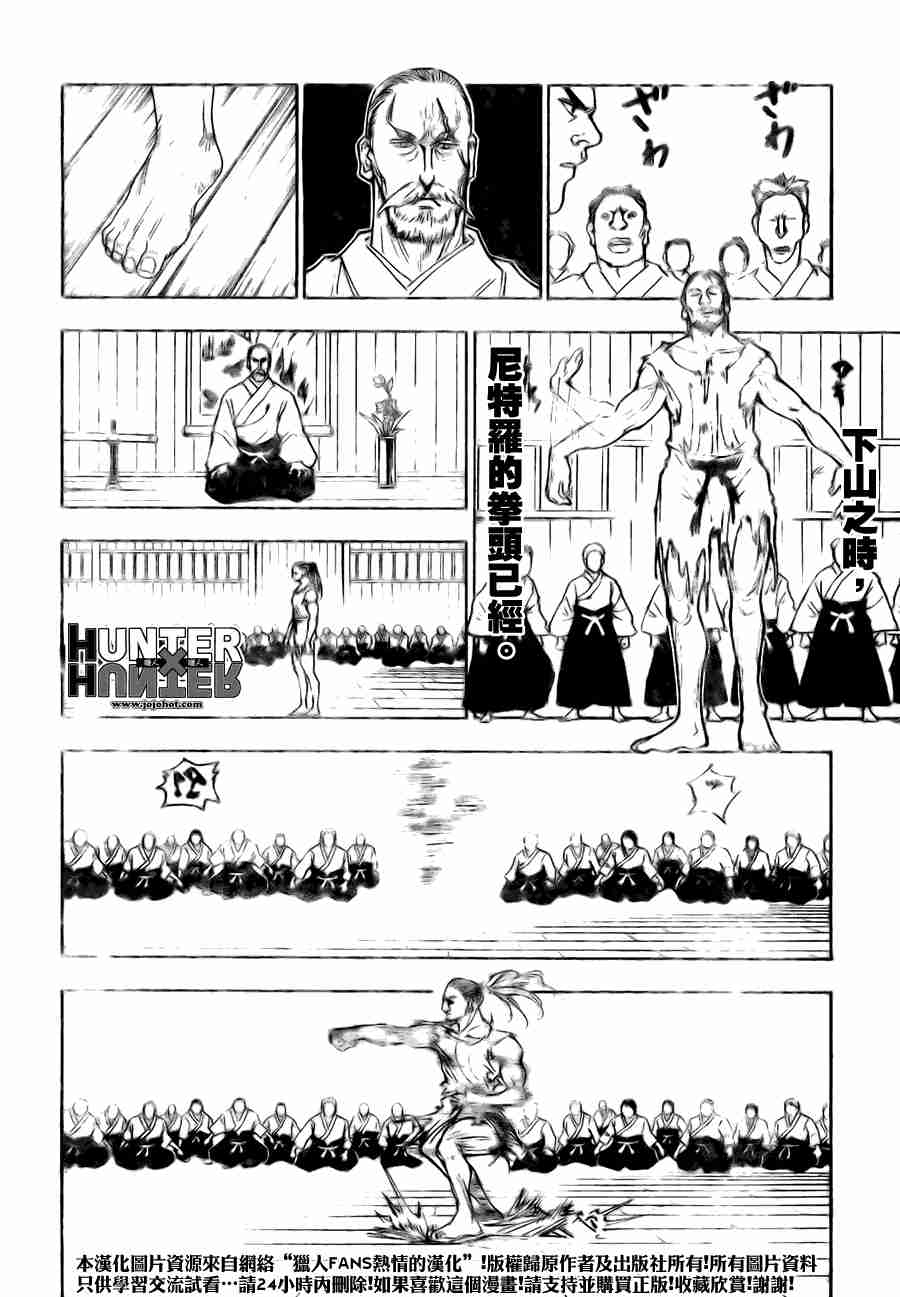 ざわ
ざわ
下山之時，
尼特羅的拳頭已經。
HUNTER
HUNTER
獵人×獵人
www.jojohot.com
本漢化圖片資源來自網絡“獵人FANS熱情的漢化”!版權歸原作者及出版社所有!所有圖片資料
只供學習交流試看…請24小時內刪除!如果喜歡這個漫畫!請支持並購買正版!收藏欣賞!謝謝!